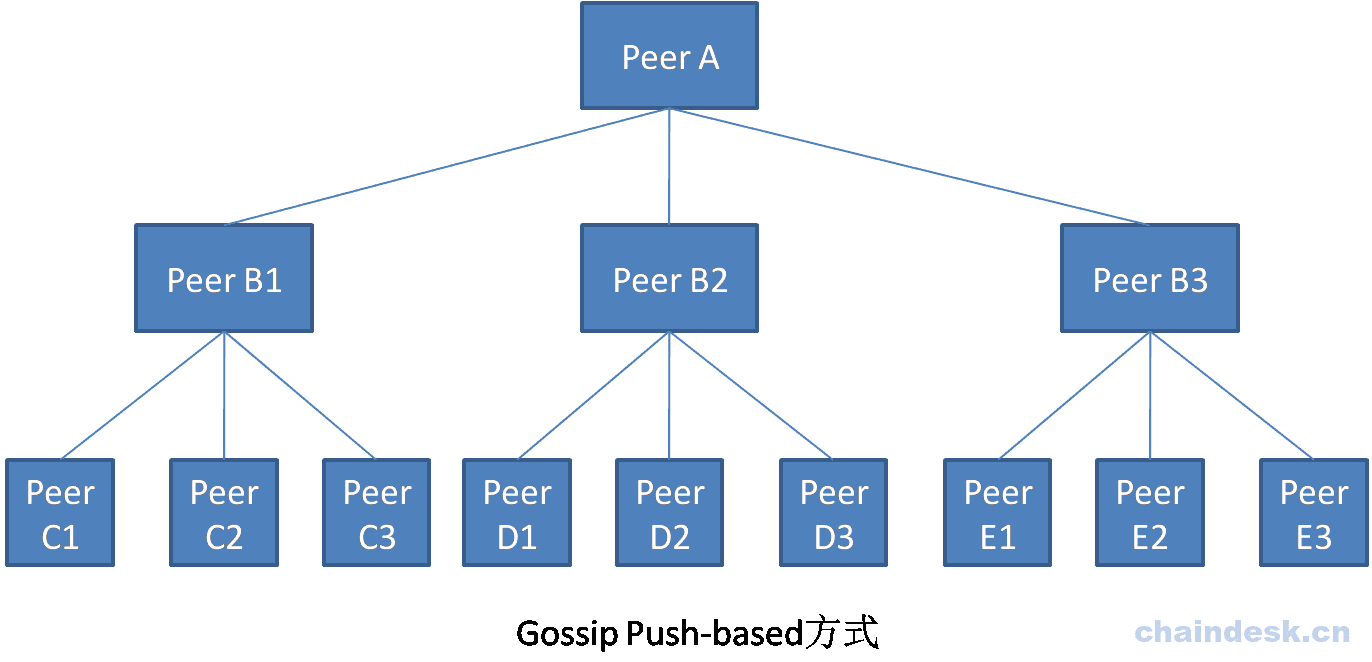 Peer A
Peer B1
Peer B2
Peer B3
Peer
C1
Peer
C2
Peer
C3
Peer
D1
Peer
D2
Peer
D3
Peer
E1
Peer
E2
Peer
E3
Gossip Push-based方式
chaindesk.cn